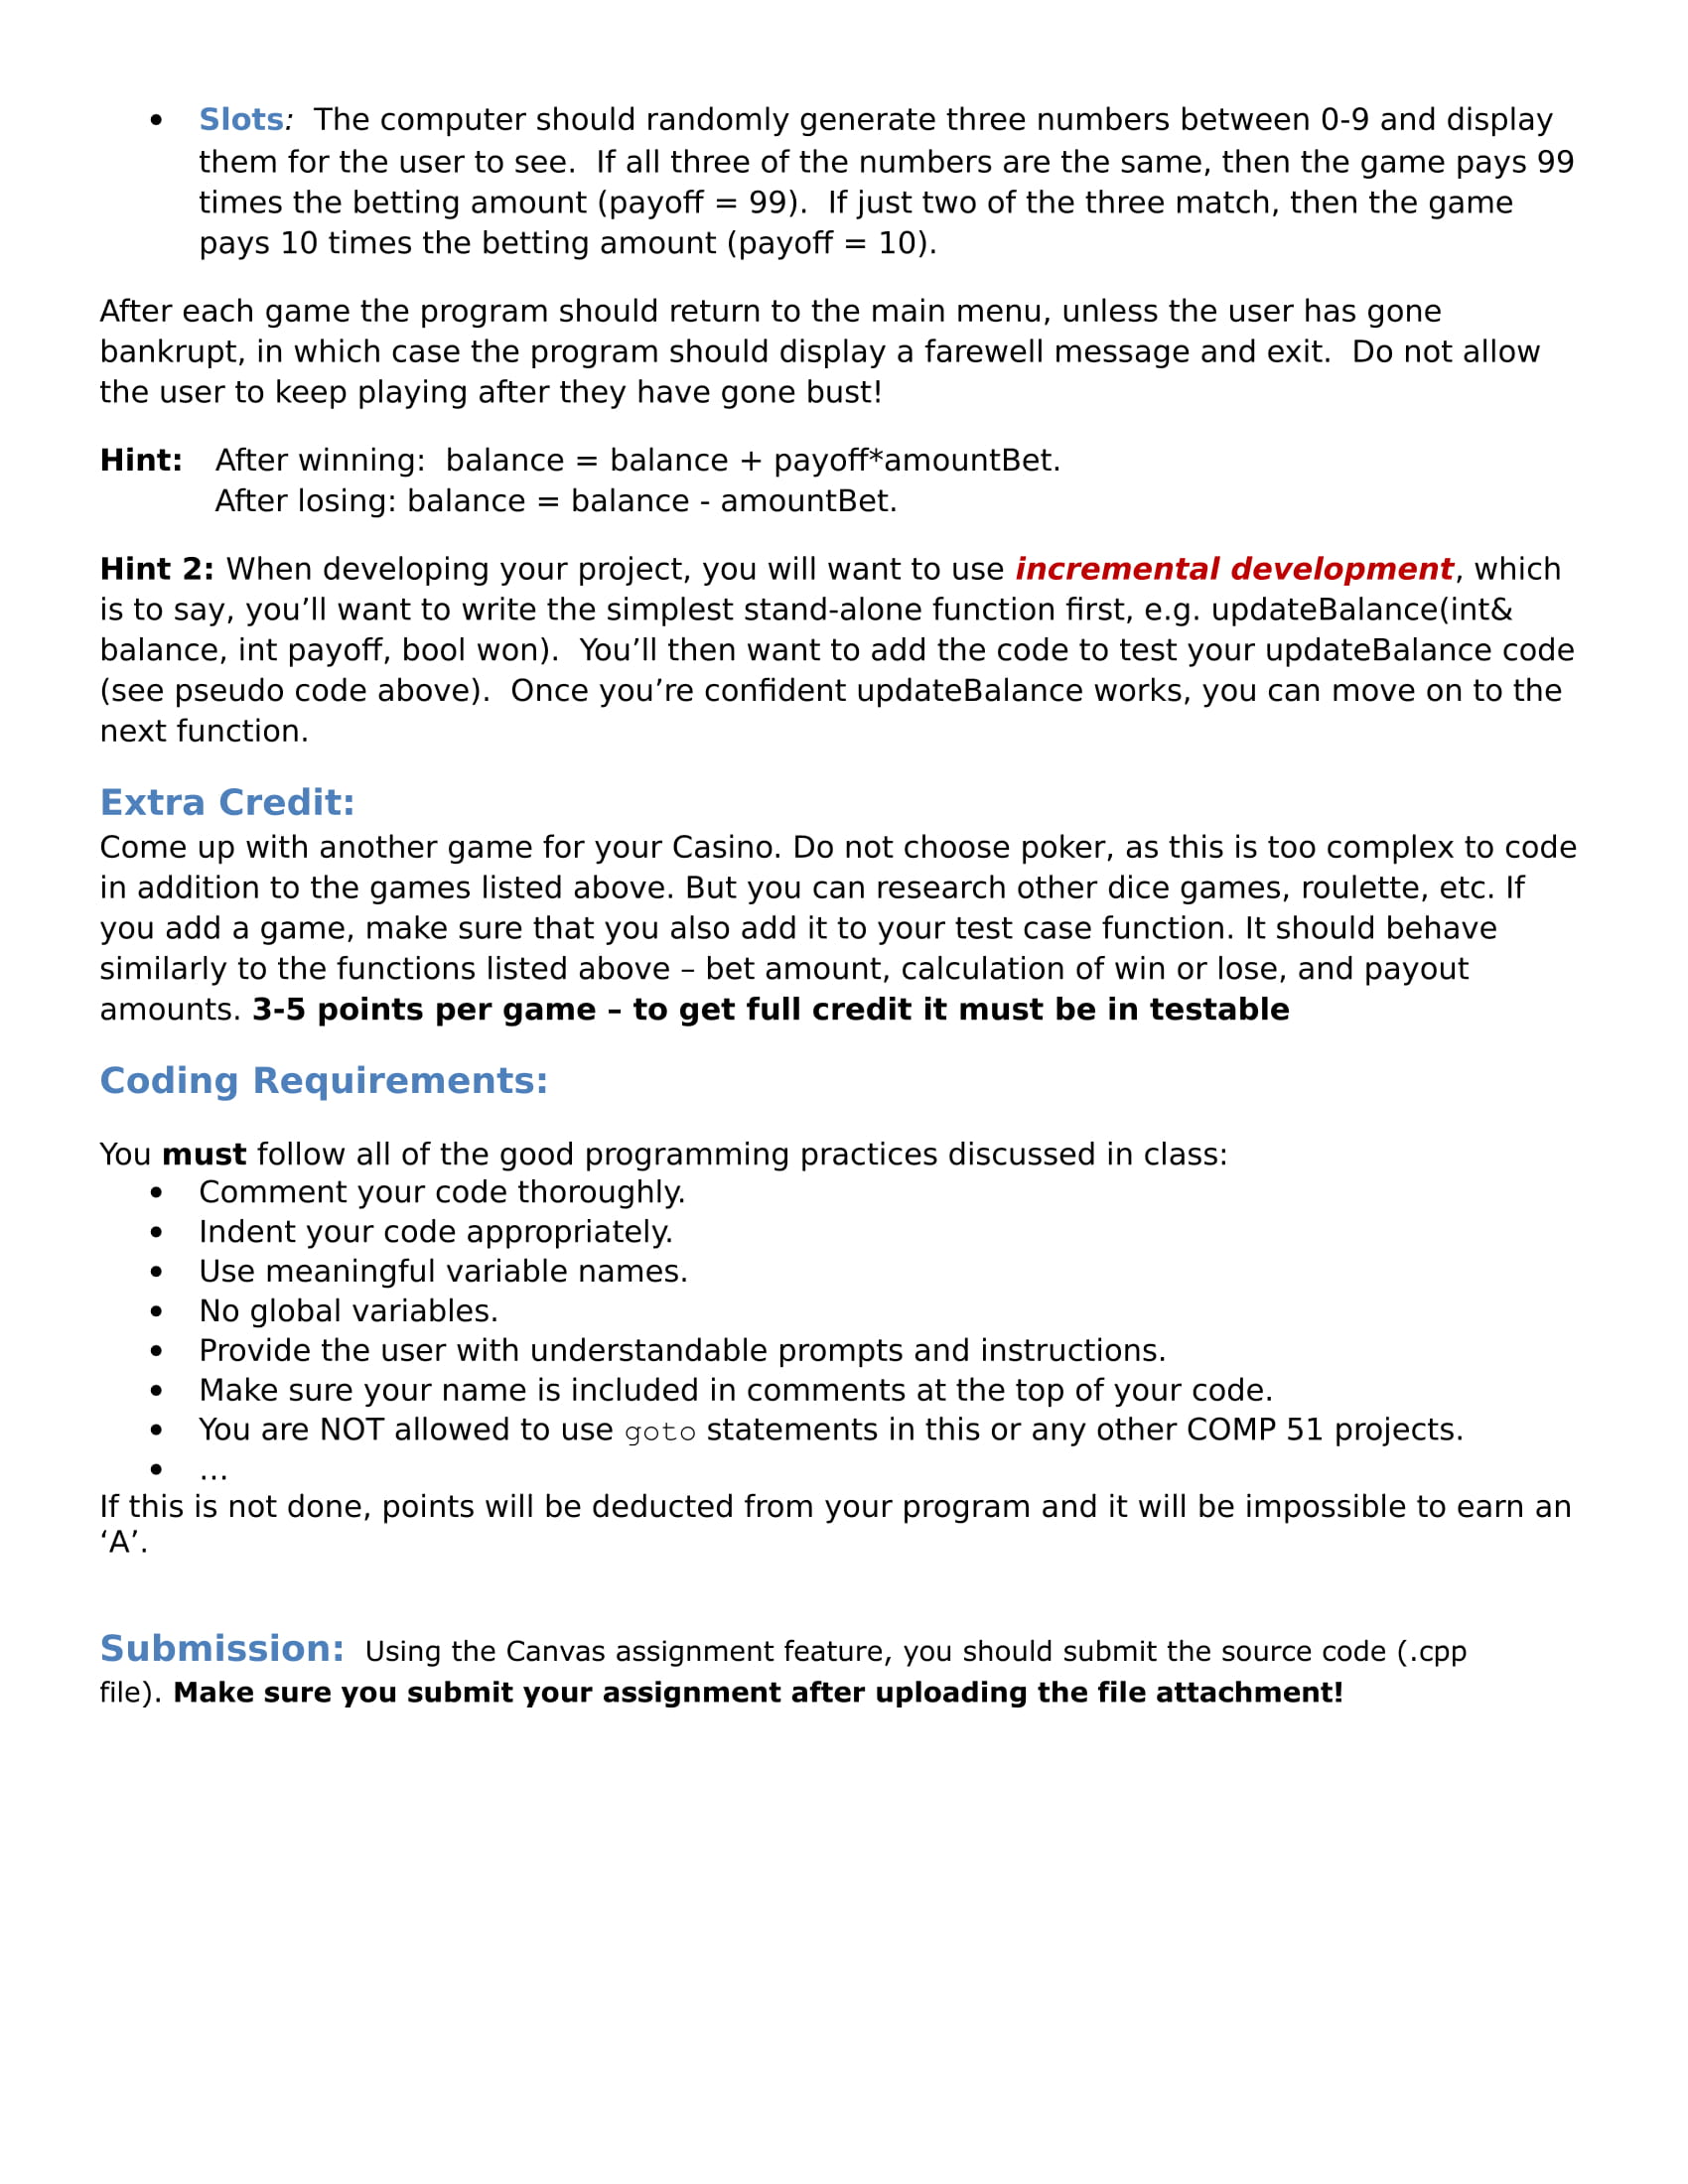 • Slots: The computer should randomly generate three numbers between 0-9 and display
them for the user to see. If all three of the numbers are the same, then the game pays 99
times the betting amount (payoff = 99). If just two of the three match, then the game
pays 10 times the betting amount (payoff = 10).
After each game the program should return to the main menu, unless the user has gone
bankrupt, in which case the program should display a farewell message and exit. Do not allow
the user to keep playing after they have gone bust!
Hint: After winning: balance = balance + payoff*amountBet.
After losing: balance = balance - amountBet.
Hint 2: When developing your project, you will want to use incremental development, which
is to say, you’ll want to write the simplest stand-alone function first, e.g. updateBalance(int&
balance, int payoff, bool won). You’ll then want to add the code to test your updateBalance code
(see pseudo code above). Once you’re confident updateBalance works, you can move on to the
next function.
Extra Credit:
Come up with another game for your Casino. Do not choose poker, as this is too complex to code
in addition to the games listed above. But you can research other dice games, roulette, etc. If
you add a game, make sure that you also add it to your test case function. It should behave
similarly to the functions listed above – bet amount, calculation of win or lose, and payout
amounts. 3-5 points per game – to get full credit it must be in testable
Coding Requirements:
You must follow all of the good programming practices discussed in class:
• Comment your code thoroughly.
• Indent your code appropriately.
• Use meaningful variable names.
• No global variables.
• Provide the user with understandable prompts and instructions.
• Make sure your name is included in comments at the top of your code.
• You are NOT allowed to use goto statements in this or any other COMP 51 projects.
• …
If this is not done, points will be deducted from your program and it will be impossible to earn an
‘A’.
Submission: Using the Canvas assignment feature, you should submit the source code (.cpp
file). Make sure you submit your assignment after uploading the file attachment!